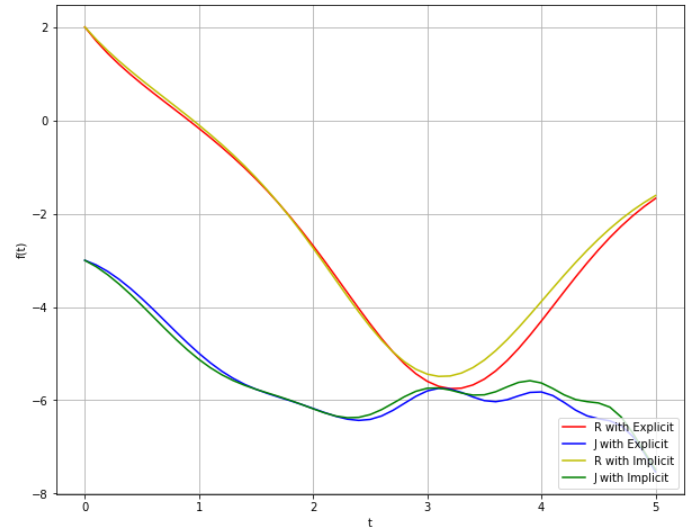 2
0
−2
−4
−6
−8
f(t)
0
1
2
3
4
5
t
R with Explicit
J with Explicit
R with Implicit
J with Implicit